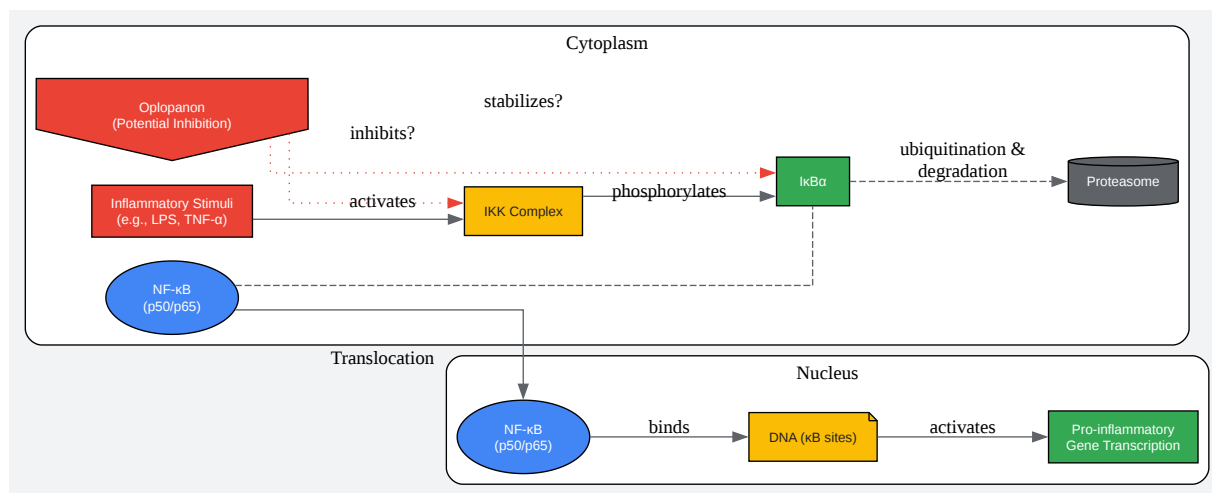 Cytoplasm
Oplopanon
(Potential Inhibition)
stabilizes?
inhibits?
ubiquitination &
degradation
Inflammatory Stimuli
(e.g., LPS, TNF-α)
activates
IKK Complex
phosphorylates
IκBα
Proteasome
NF-κB
(p50/p65)
Translocation
Nucleus
NF-κB
(p50/p65)
binds
DNA (κB sites)
activates
Pro-inflammatory
Gene Transcription